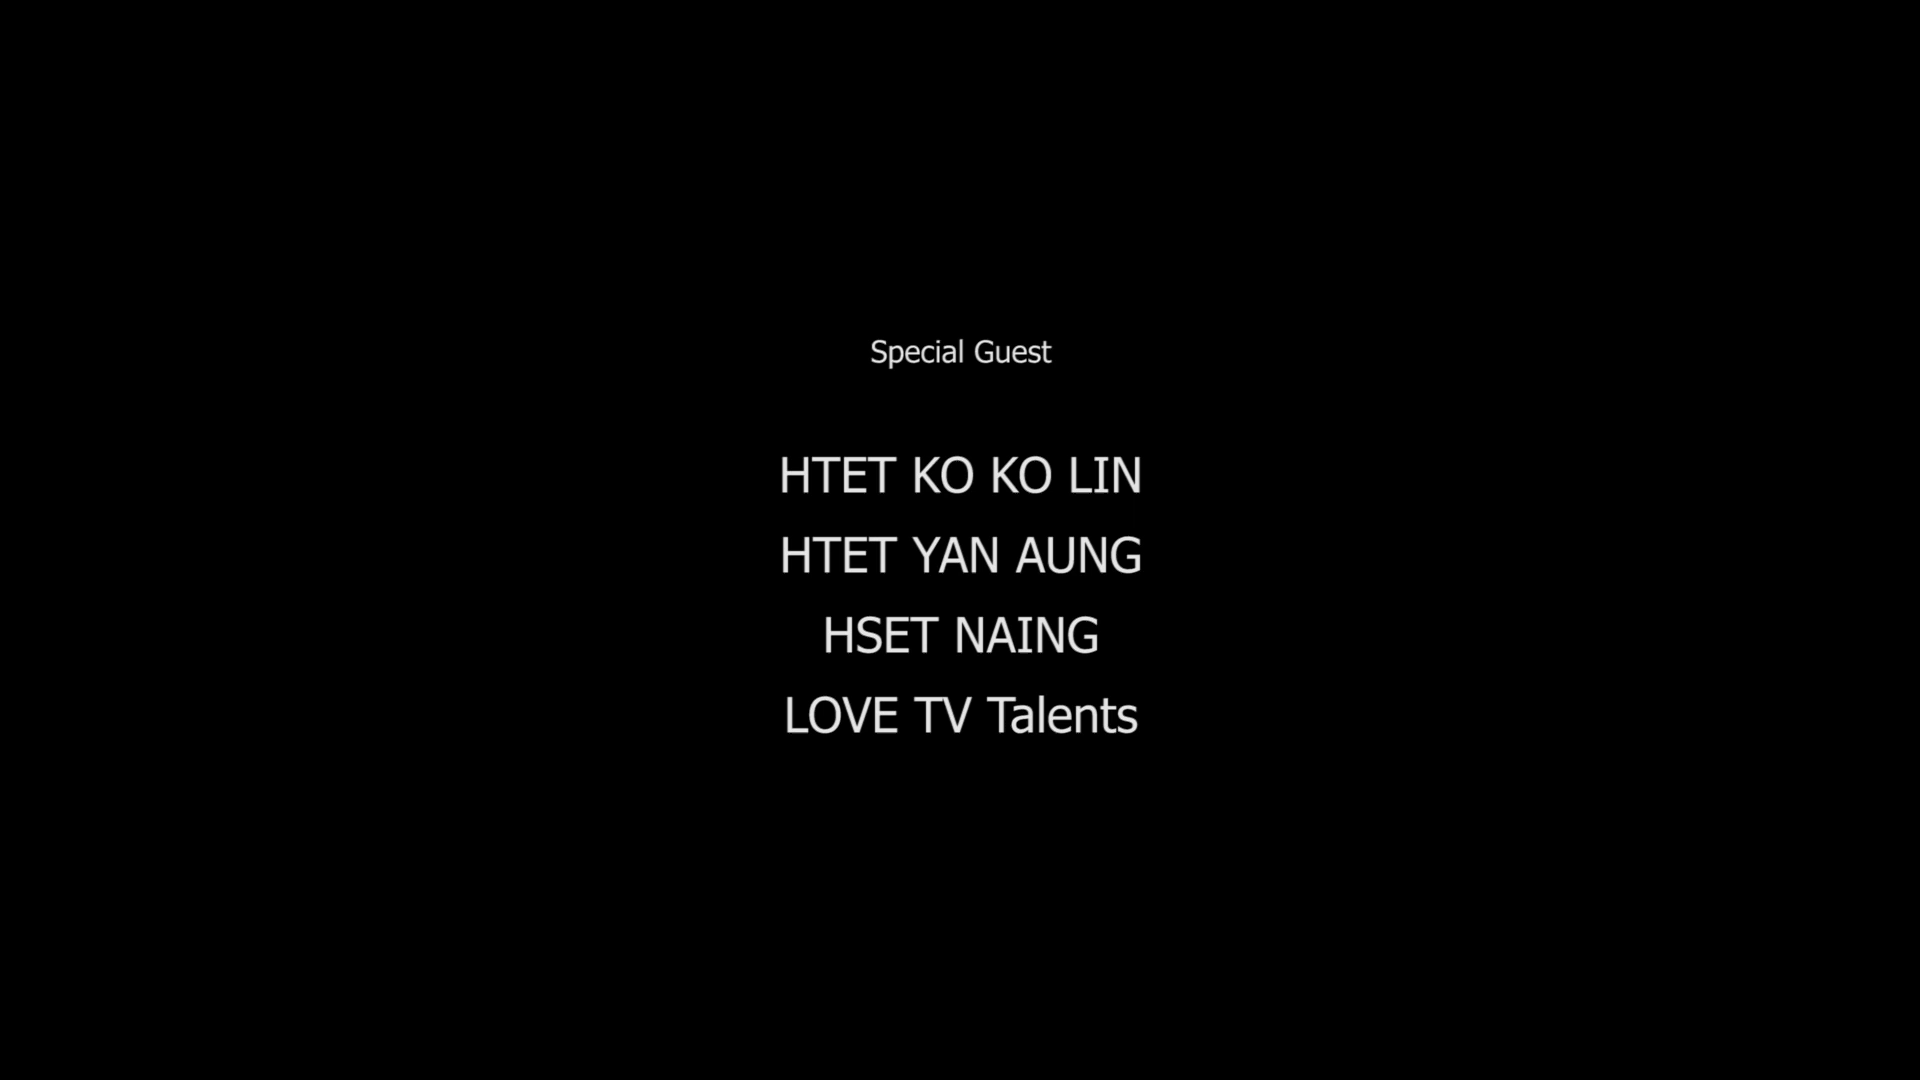 Special Guest
HTET KO KO LIN
HTET YAN AUNG
HSET NAING
LOVE TV Talents